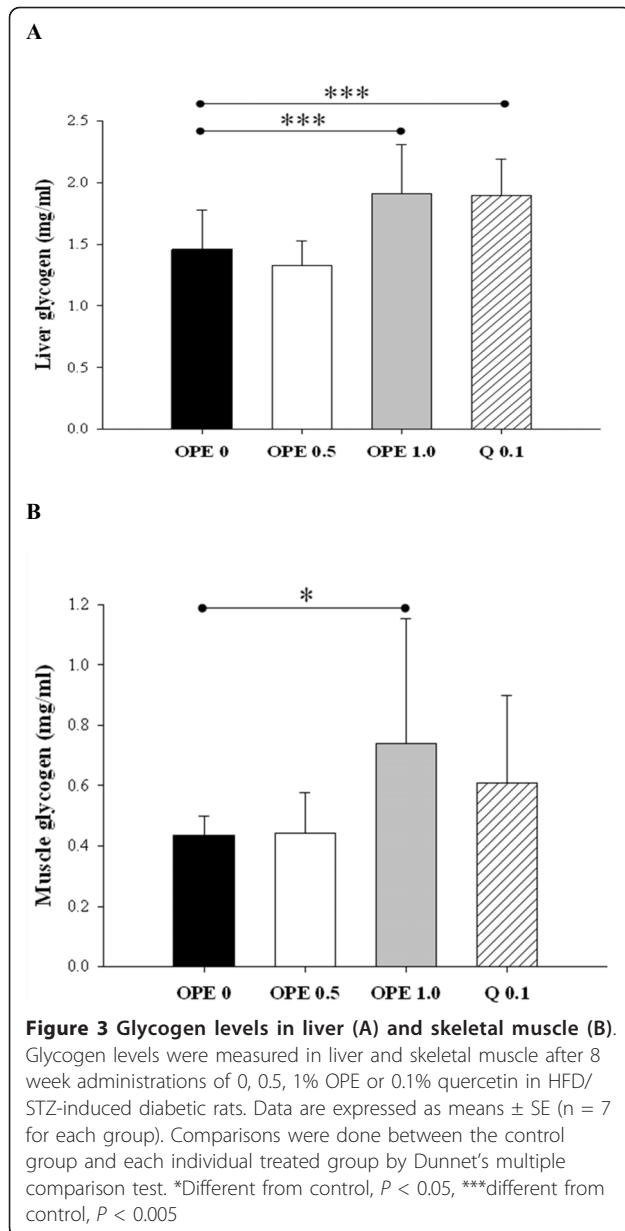 A
***
***
2.5
2.0
1.5
1.0
0.5
0.0
Liver glycogen (mg/ml)
OPE 0 OPE 0.5 OPE 1.0 Q 0.1
B
*
1.2
1.0
0.8
0.6
0.4
0.2
0.0
Muscle glycogen (mg/ml)
OPE 0 OPE 0.5 OPE 1.0 Q 0.1
Figure 3 Glycogen levels in liver (A) and skeletal muscle (B).
Glycogen levels were measured in liver and skeletal muscle after 8
week administrations of 0, 0.5, 1% OPE or 0.1% quercetin in HFD/
STZ-induced diabetic rats. Data are expressed as means ± SE (n = 7
for each group). Comparisons were done between the control
group and each individual treated group by Dunnet's multiple
comparison test. *Different from control, P < 0.05, ***different from
control, P < 0.005